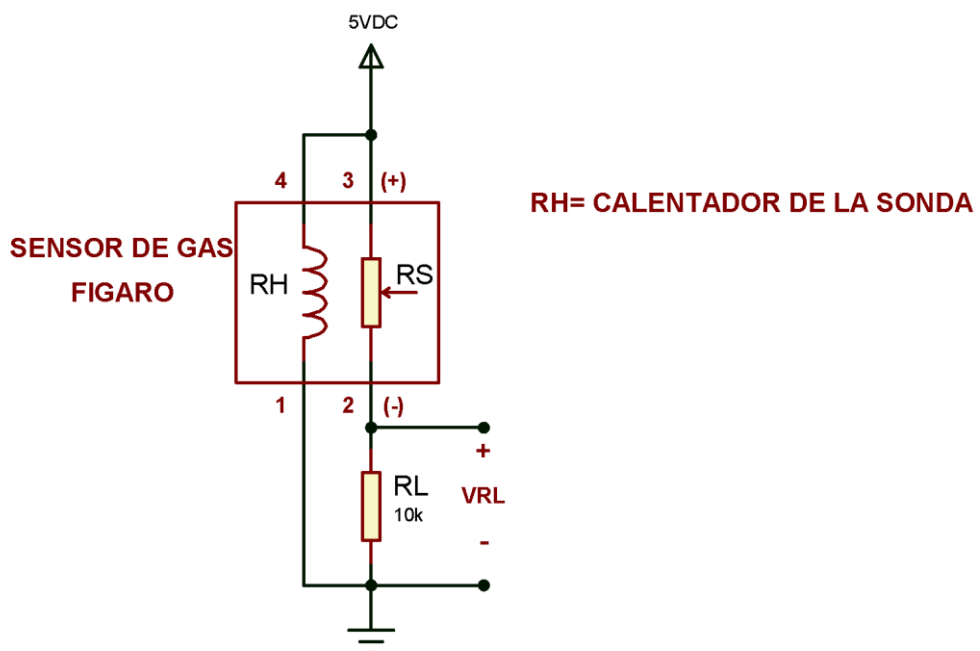 5VDC
4 3 (+)
RH= CALENTADOR DE LA SONDA
SENSOR DE GAS
FIGARO
RH
RS
1 2 (-)
+
RL
10k
VRL
-